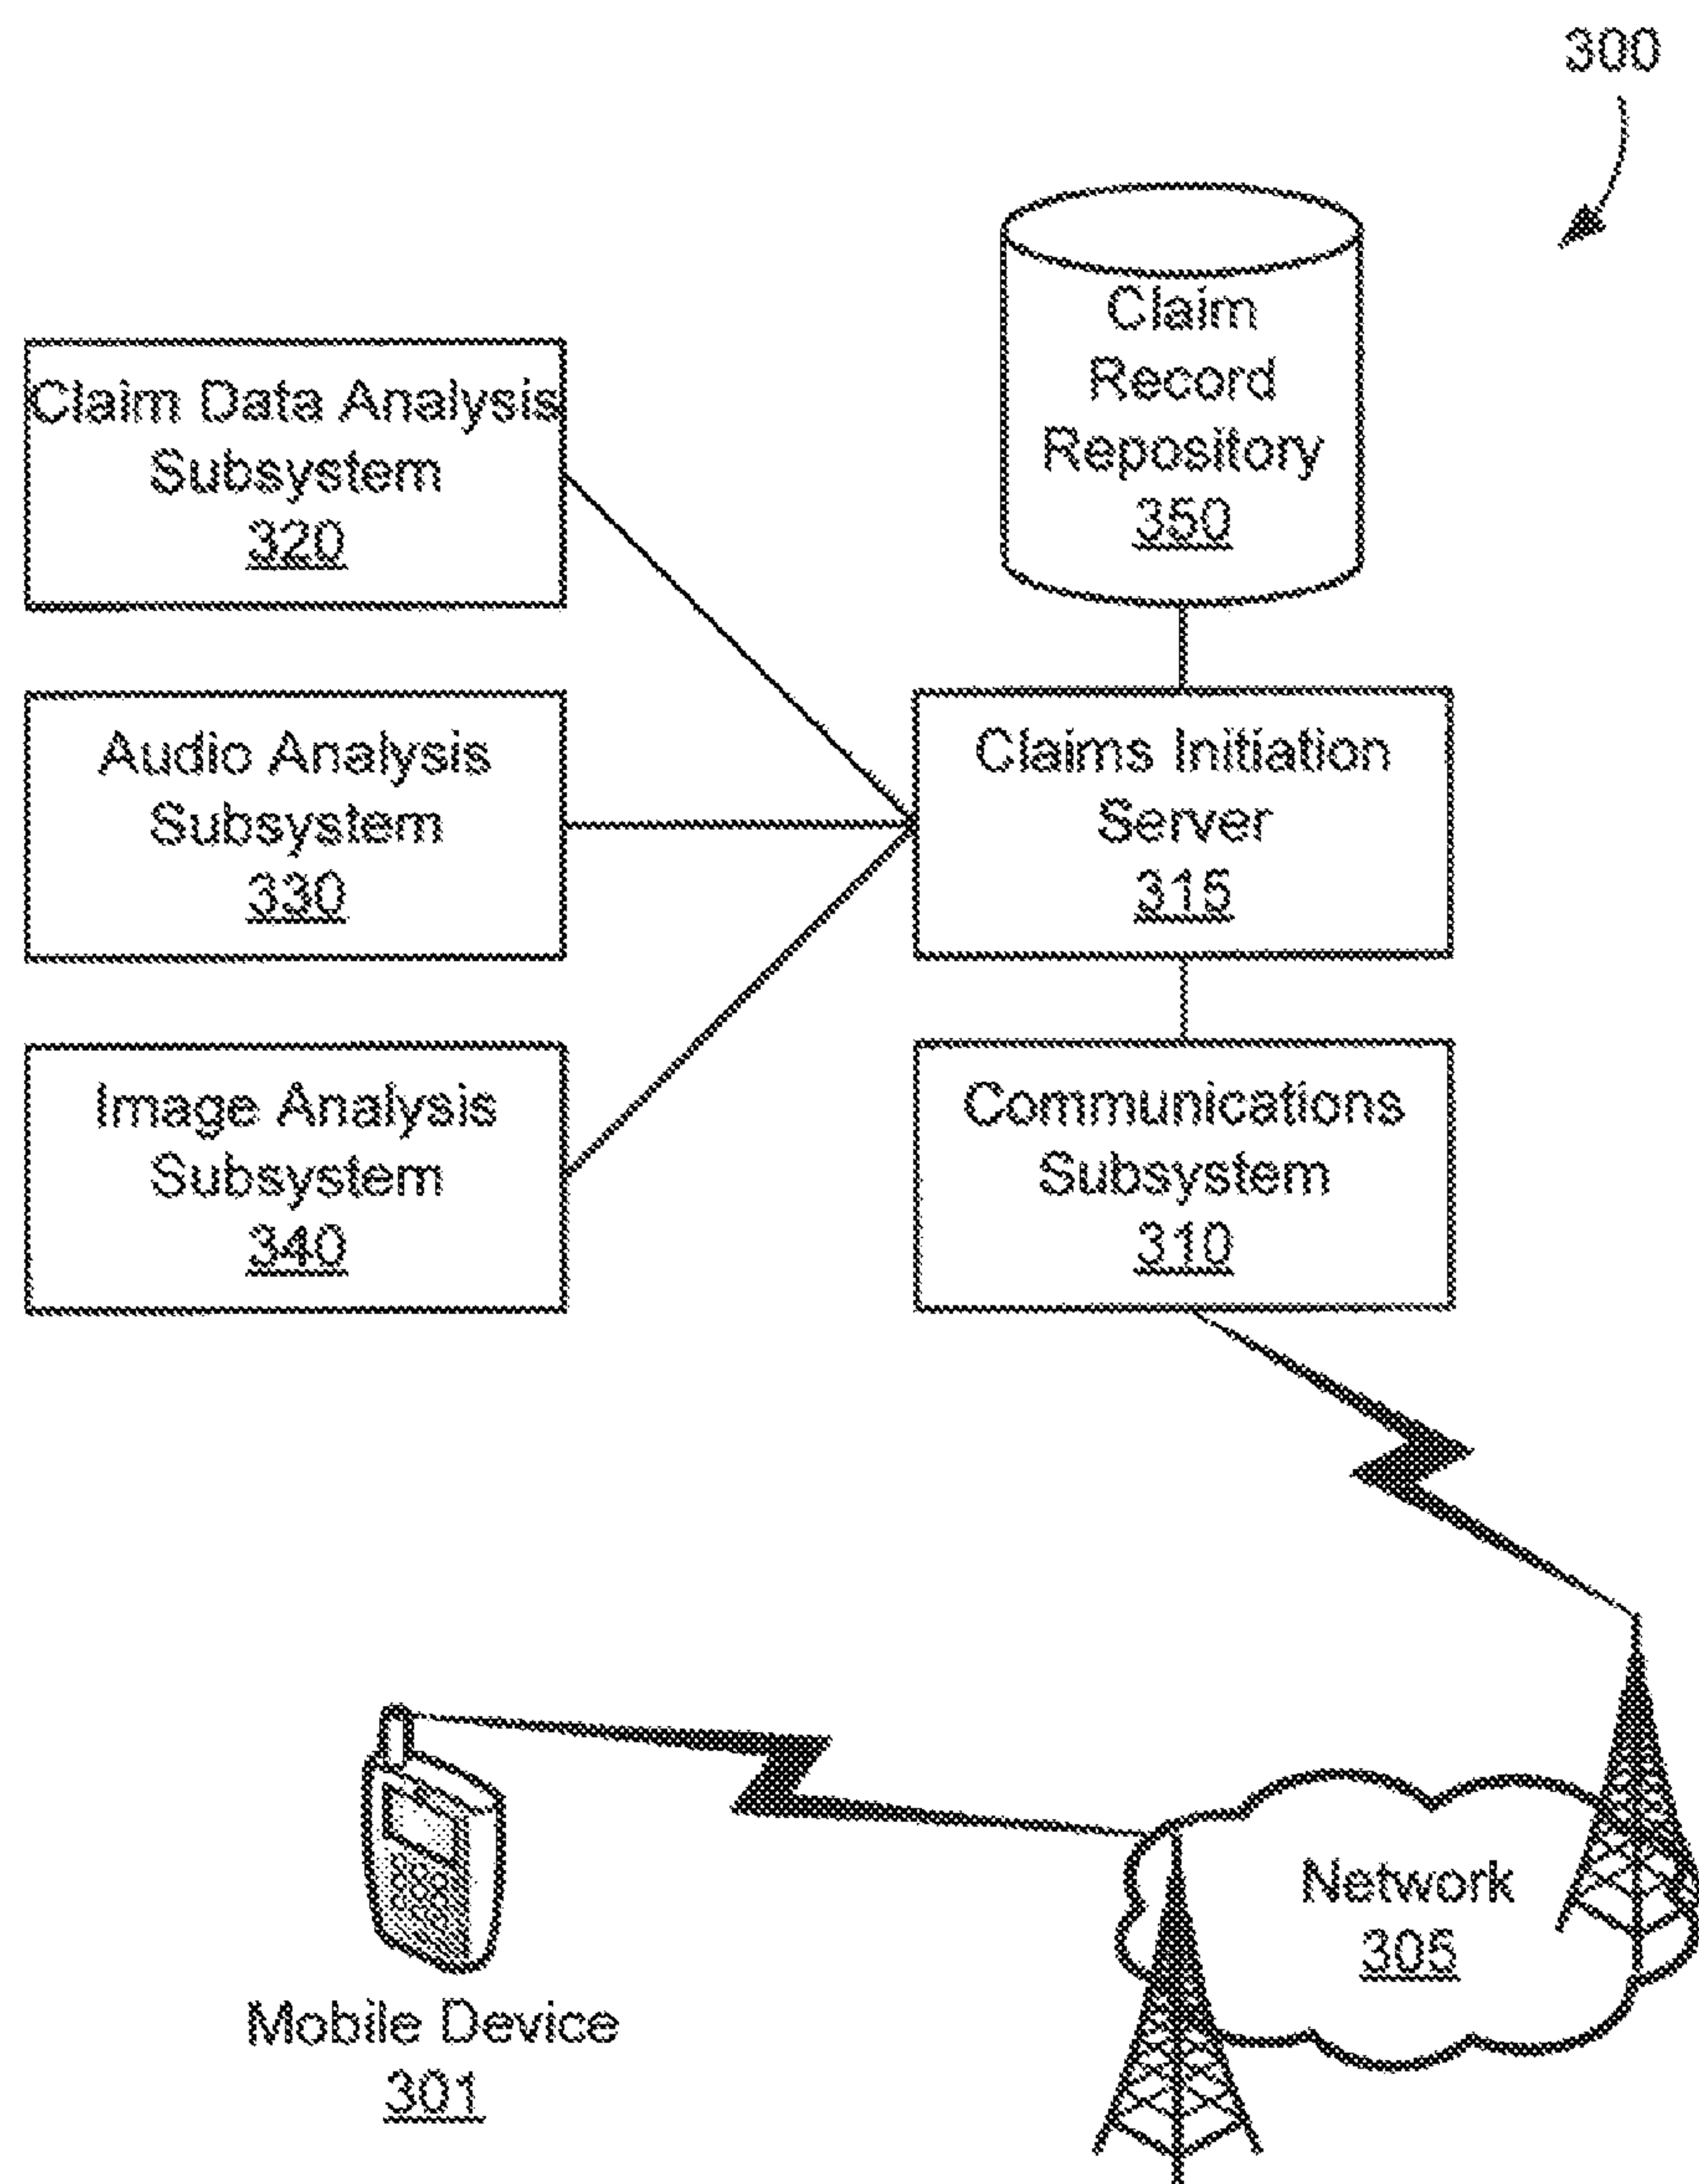 300
Claim
Record
Repository
350
Claim Data Analysis
Subsystem
320
Audio Analysis
Subsystem
330
Claims Initiation
Server
315
Image Analysis
Subsystem
340
Communications
Subsystem
310
Network
305
Mobile Device
301